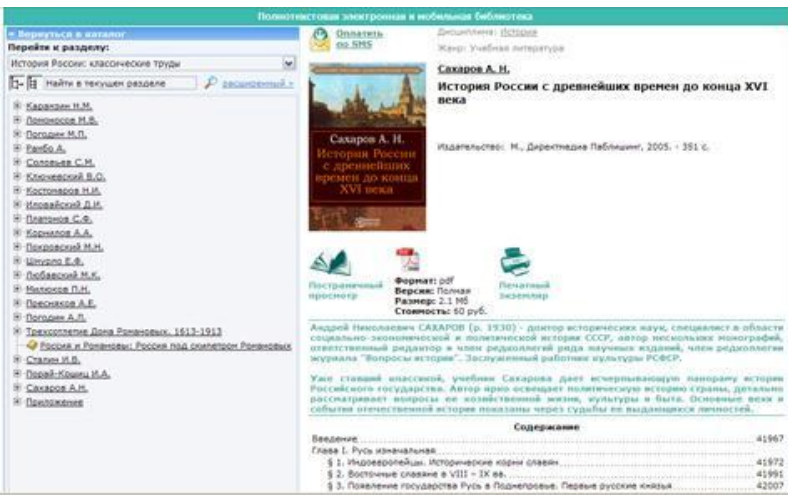 Полнотекстовая электронная и мобильная библиотека
« Вернуться в каталог
Перейти к разделу:
История России: классические труды
Найти в текущем разделе
расширенный »
Карамзин Н.М.
Ломоносов М.В.
Погодин М.П.
Рамбо А.
Соловьев С.М.
Ключевский В.О.
Костомаров Н.И.
Иловайский Д.И.
Платонов С.Ф.
Корнилов А.А.
Покровский М.Н.
Шмурло Е.Ф.
Любавский М.К.
Милюков П.Н.
Пресняков А.Е.
Погодин А.Л.
Трехсотлетие Дома Романовых. 1613-1913
Россия и Романовы: Россия под скипетром Романовых
Сталин И.В.
Порай-Кошиц И.А.
Сахаров А.Н.
Приложение
Оплатить
по SMS
Дисциплина: История
Жанр: Учебная литература
Сахаров А. Н.
История России с древнейших времен до конца XVI
века
Издательство: М., Директмедиа Паблишинг, 2005. - 351 с.
Сахаров А. Н.
История России
с древнейших
времен до конца
XVI века
Постраничный
просмотр
Формат: pdf
Версия: Полная
Размер: 2.1 Мб
Стоимость: 60 руб.
Печатный
экземпляр
Андрей Николаевич САХАРОВ (р. 1930) - доктор исторических наук, специалист в области
социально-экономической и политической истории СССР, автор нескольких монографий,
ответственный редактор и член редколлегий ряда научных изданий, член редколлегии
журнала "Вопросы истории". Заслуженный работник культуры РСФСР.
Уже ставший классикой, учебник Сахарова дает исчерпывающую панораму истории
Российского государства. Автор ярко освещает политическую историю страны, детально
рассматривает вопросы ее хозяйственной жизни, культуры и быта. Основные вехи и
события отечественной истории показаны через судьбы ее выдающихся личностей.
Содержание
Введение 41967
Глава I. Русь изначальная
§ 1. Индоевропейцы. Исторические корни славян 41972
§ 2. Восточные славяне в VIII - IX вв. 41991
§ 3. Появление государства Русь в Поднепровье. Первые русские князья 42007